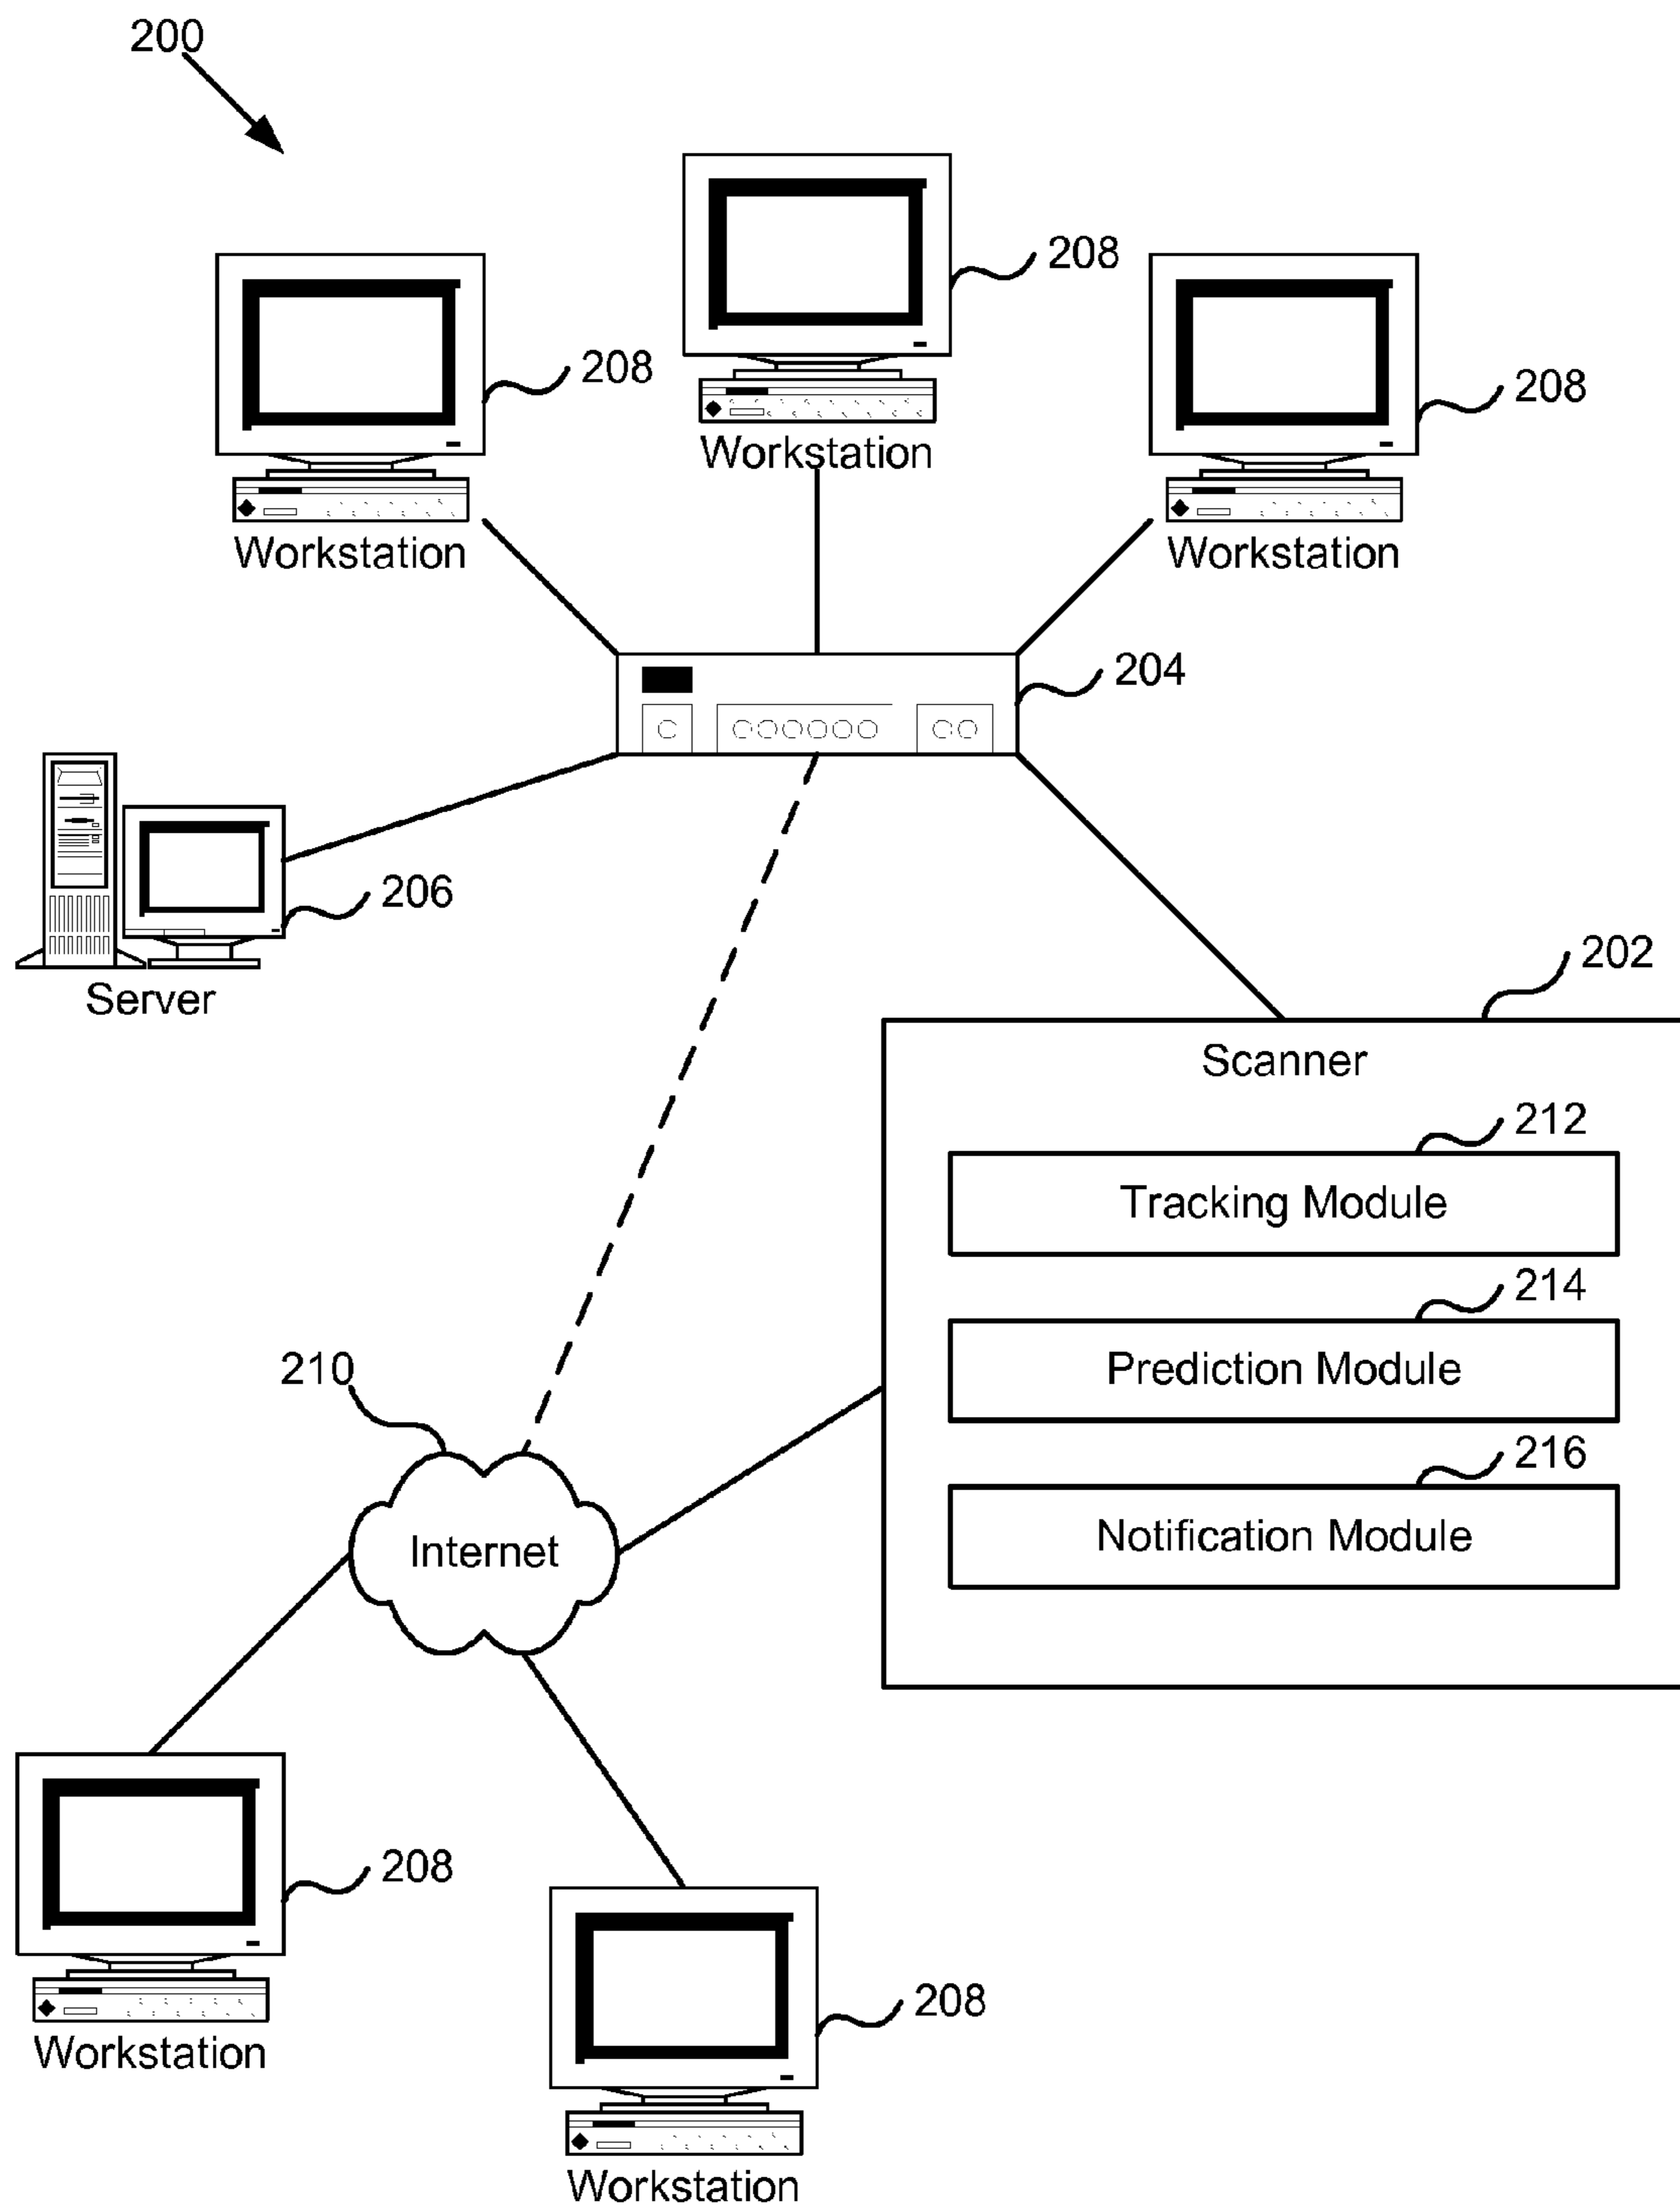 200
208
208
208
Workstation
Workstation
Workstation
204
206
Server
202
Scanner
212
Tracking Module
214
Prediction Module
210
216
Notification Module
Internet
208
Workstation
208
Workstation